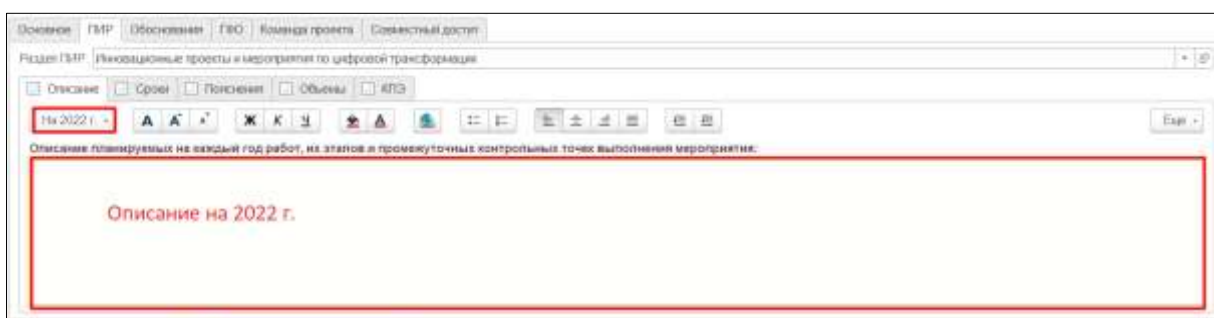 Основное ПМР Обоснования ГФО Команда проекта Совместный доступ
Раздел ПМР Инновационные проекты и мероприятия по цифровой трансформации
Описание Сроки Пояснения Объемы КПЭ
На 2022 г. А А А Ж К Ч А Еще
Описание планируемых на каждый год работ, их этапов и промежуточных контрольных точек выполнения мероприятия:
Описание на 2022 г.